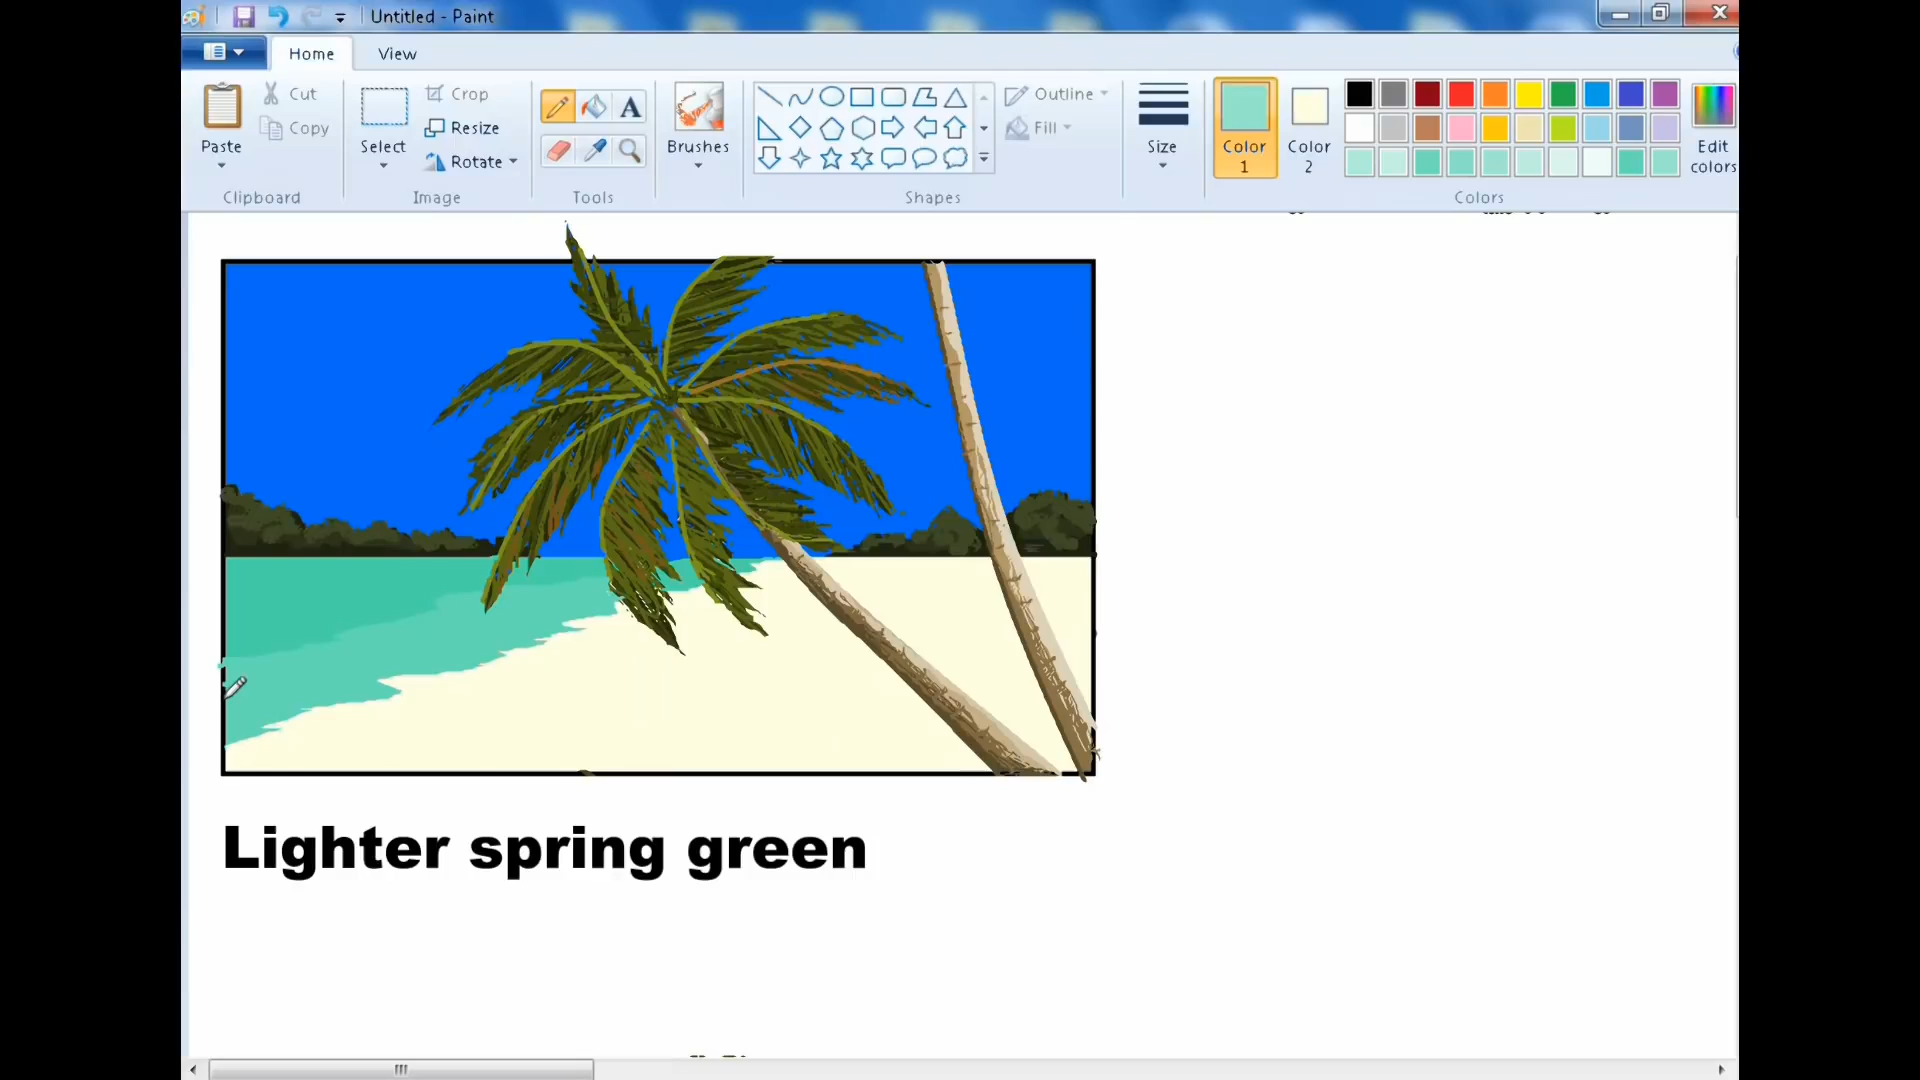 Untitled - Paint
Home
View
Paste
Cut
Copy
Clipboard
Select
Crop
Resize
Rotate
Image
Tools
Brushes
Shapes
Outline
Fill
Size
Color
1
Color
2
Edit
colors
Colors
Lighter spring green